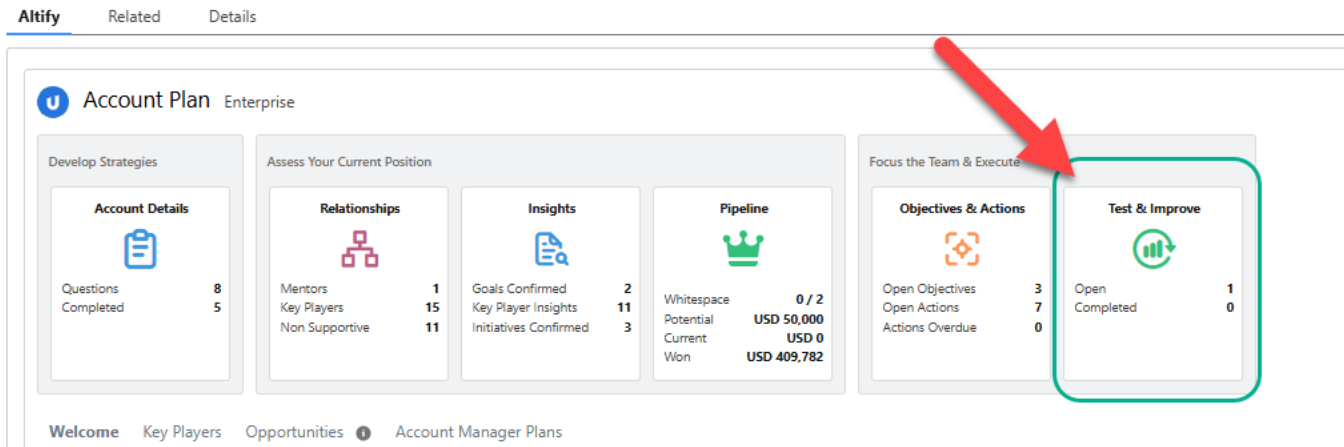 Altify Related Details
Account Plan Enterprise
Develop Strategies
Account Details
Questions 8
Completed 5
Assess Your Current Position
Relationships
Mentors 1
Key Players 15
Non Supportive 11
Insights
Goals Confirmed 2
Key Player Insights 11
Initiatives Confirmed 3
Pipeline
Whitespace 0 / 2
Potential USD 50,000
Current USD 0
Won USD 409,782
Focus the Team & Execute
Objectives & Actions
Open Objectives 3
Open Actions 7
Actions Overdue 0
Test & Improve
Open 1
Completed 0
Welcome Key Players Opportunities Account Manager Plans